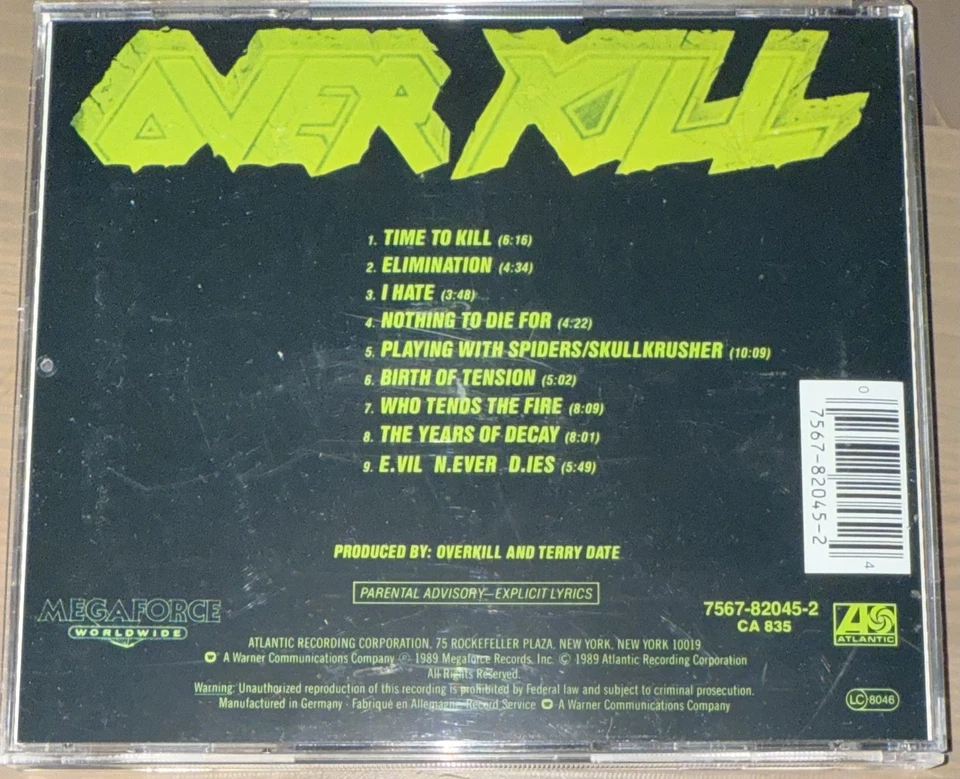 OVER KILL
1. TIME TO KILL (6:16)
2. ELIMINATION (4:34)
3. I HATE (3:48)
4. NOTHING TO DIE FOR (4:22)
5. PLAYING WITH SPIDERS/SKULLKRUSHER (10:09)
6. BIRTH OF TENSION (5:02)
7. WHO TENDS THE FIRE (8:09)
8. THE YEARS OF DECAY (8:01)
9. E.VIL N.EVER D.IES (5:49)
0 7567-82045-2 4
PRODUCED BY: OVERKILL AND TERRY DATE
PARENTAL ADVISORY—EXPLICIT LYRICS
MEGAFORCE
WORLDWIDE
7567-82045-2
CA 835
ATLANTIC
ATLANTIC RECORDING CORPORATION, 75 ROCKEFELLER PLAZA, NEW YORK, NEW YORK 10019
A Warner Communications Company ℗ 1989 Megaforce Records, Inc. © 1989 Atlantic Recording Corporation
All Rights Reserved.
Warning: Unauthorized reproduction of this recording is prohibited by Federal law and subject to criminal prosecution.
Manufactured in Germany · Fabriqué en Allemagne · Record Service A Warner Communications Company
LC 8046